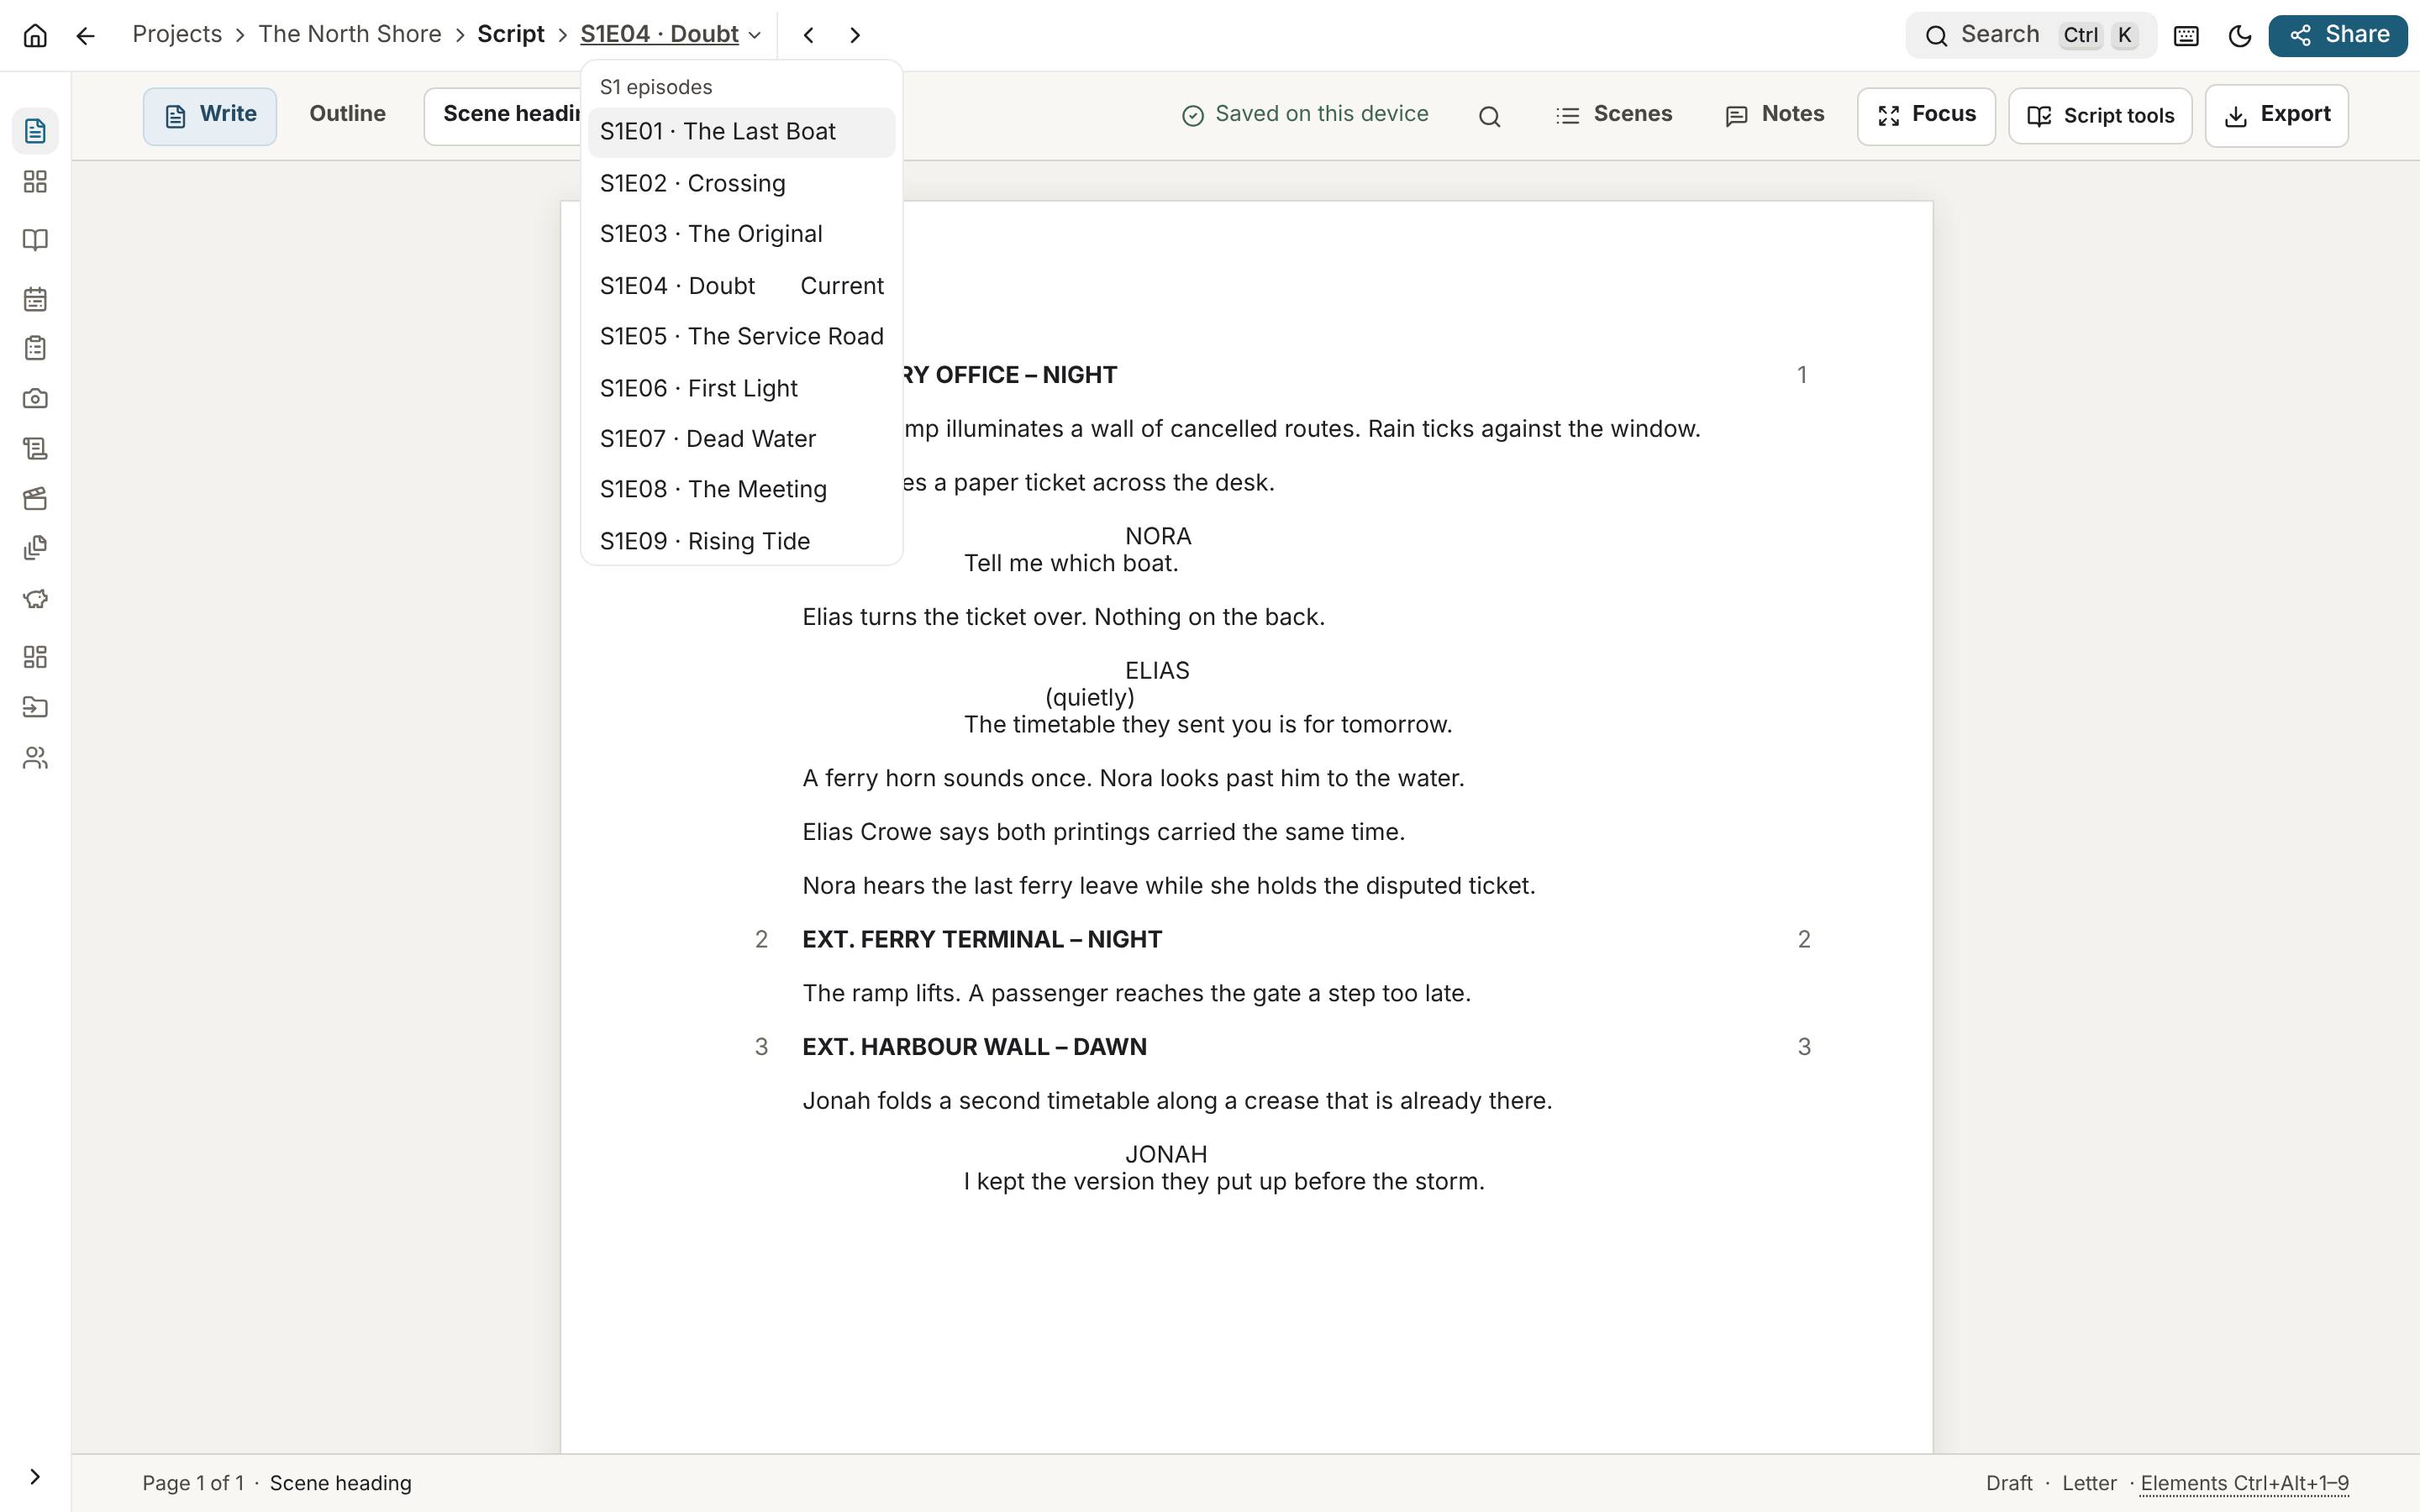 Projects > The North Shore > Script > S1E04 · Doubt
Search Ctrl K
Share
Write
Outline
Scene headin
Saved on this device
Scenes
Notes
Focus
Script tools
Export
S1 episodes
S1E01 · The Last Boat
S1E02 · Crossing
S1E03 · The Original
S1E04 · Doubt Current
S1E05 · The Service Road
S1E06 · First Light
S1E07 · Dead Water
S1E08 · The Meeting
S1E09 · Rising Tide
RY OFFICE – NIGHT 1
mp illuminates a wall of cancelled routes. Rain ticks against the window.
es a paper ticket across the desk.
NORA
Tell me which boat.
Elias turns the ticket over. Nothing on the back.
ELIAS
(quietly)
The timetable they sent you is for tomorrow.
A ferry horn sounds once. Nora looks past him to the water.
Elias Crowe says both printings carried the same time.
Nora hears the last ferry leave while she holds the disputed ticket.
2 EXT. FERRY TERMINAL – NIGHT 2
The ramp lifts. A passenger reaches the gate a step too late.
3 EXT. HARBOUR WALL – DAWN 3
Jonah folds a second timetable along a crease that is already there.
JONAH
I kept the version they put up before the storm.
Page 1 of 1 · Scene heading
Draft · Letter · Elements Ctrl+Alt+1–9